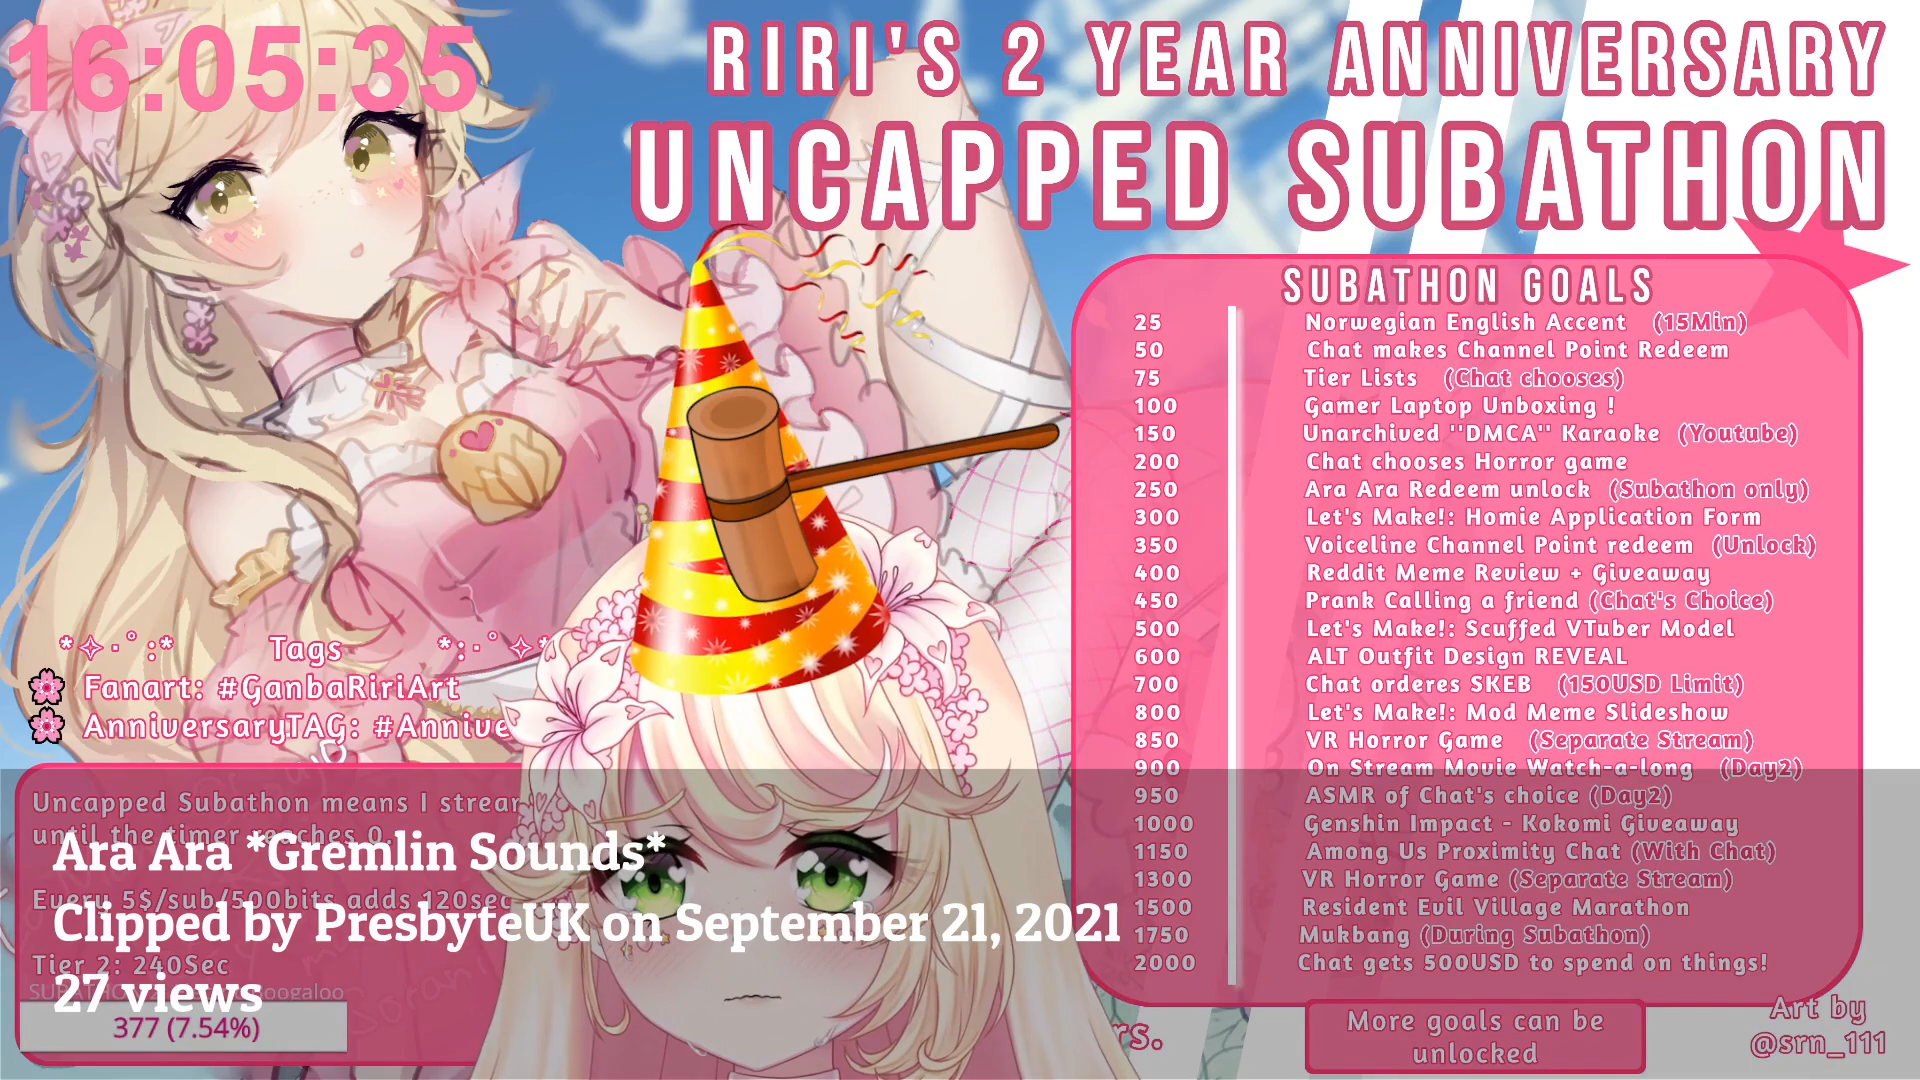 16:05:35
RIRI'S 2 YEAR ANNIVERSARY
UNCAPPED SUBATHON
SUBATHON GOALS
25 Norwegian English Accent (15Min)
50 Chat makes Channel Point Redeem
75 Tier Lists (Chat chooses)
100 Gamer Laptop Unboxing !
150 Unarchived ''DMCA'' Karaoke (Youtube)
200 Chat chooses Horror game
250 Ara Ara Redeem unlock (Subathon only)
300 Let's Make!: Homie Application Form
350 Voiceline Channel Point redeem (Unlock)
400 Reddit Meme Review + Giveaway
450 Prank Calling a friend (Chat's Choice)
500 Let's Make!: Scuffed VTuber Model
600 ALT Outfit Design REVEAL
700 Chat orderes SKEB (150USD Limit)
800 Let's Make!: Mod Meme Slideshow
850 VR Horror Game (Separate Stream)
900 On Stream Movie Watch-a-long (Day2)
950 ASMR of Chat's choice (Day2)
1000 Genshin Impact - Kokomi Giveaway
1150 Among Us Proximity Chat (With Chat)
1300 VR Horror Game (Separate Stream)
1500 Resident Evil Village Marathon
1750 Mukbang (During Subathon)
2000 Chat gets 500USD to spend on things!
More goals can be
unlocked
Art by
@srn_111
*✧･ﾟ:* Tags *:･ﾟ✧*
Fanart: #GanbaRiriArt
AnniversaryTAG: #Annive
Uncapped Subathon means I strea
until the timer reaches 0.
Every 5$/sub/500bits adds 120sec
Tier 2: 240Sec
377 (7.54%)
Ara Ara *Gremlin Sounds*
Clipped by PresbyteUK on September 21, 2021
27 views
rs.